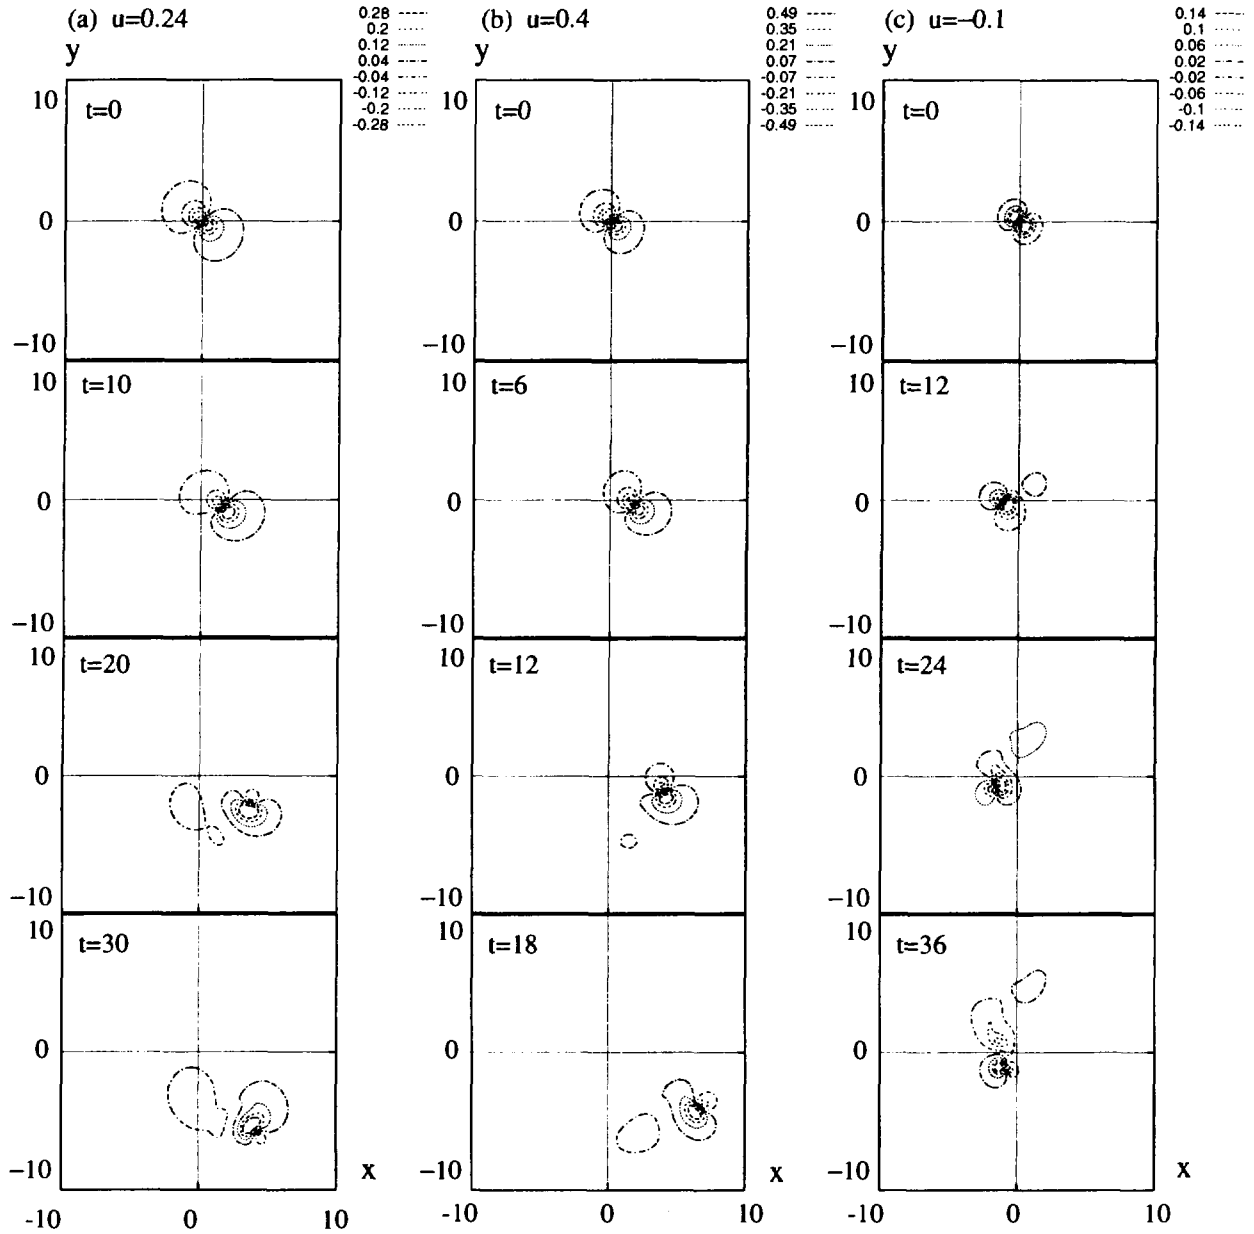 (a) u=0.24
0.28
0.2
0.12
0.04
-0.04
-0.12
-0.2
-0.28
y
10
t=0
0
−10
10
t=10
0
−10
10
t=20
0
−10
10
t=30
0
−10
x
-10 0 10
(b) u=0.4
0.49
0.35
0.21
0.07
-0.07
-0.21
-0.35
-0.49
y
10
t=0
0
−10
10
t=6
0
−10
10
t=12
0
−10
10
t=18
0
−10
x
-10 0 10
(c) u=−0.1
0.14
0.1
0.06
0.02
-0.02
-0.06
-0.1
-0.14
y
10
t=0
0
−10
10
t=12
0
−10
10
t=24
0
−10
10
t=36
0
−10
x
-10 0 10